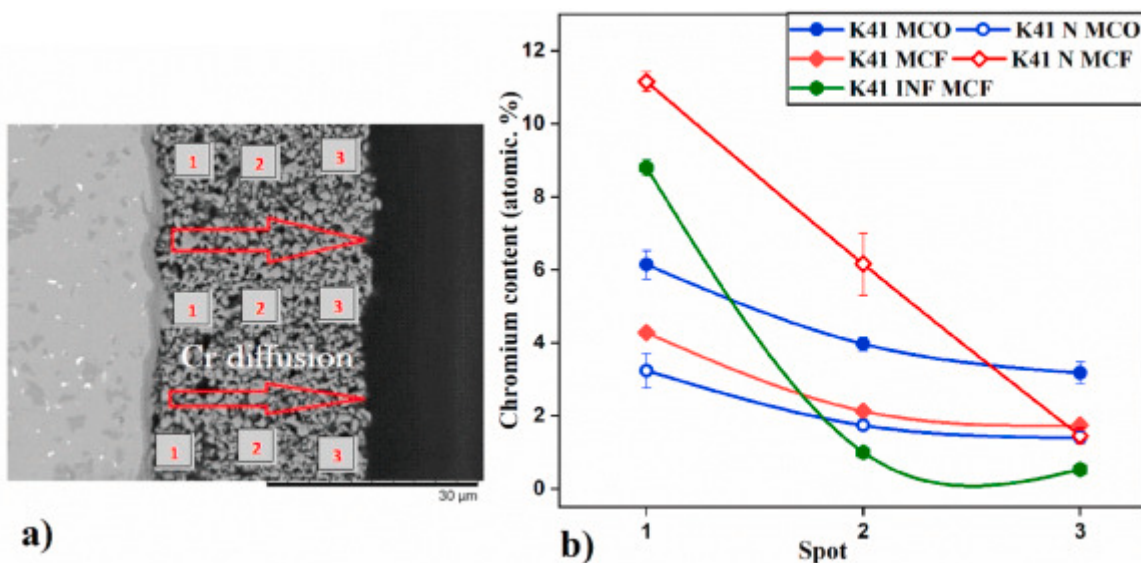 1 2 3
1 2 3
Cr diffusion
1 2 3
30 µm
a)
K41 MCO K41 N MCO
K41 MCF K41 N MCF
K41 INF MCF
Chromium content (atomic. %)
12
10
8
6
4
2
0
1 2 3
Spot
b)